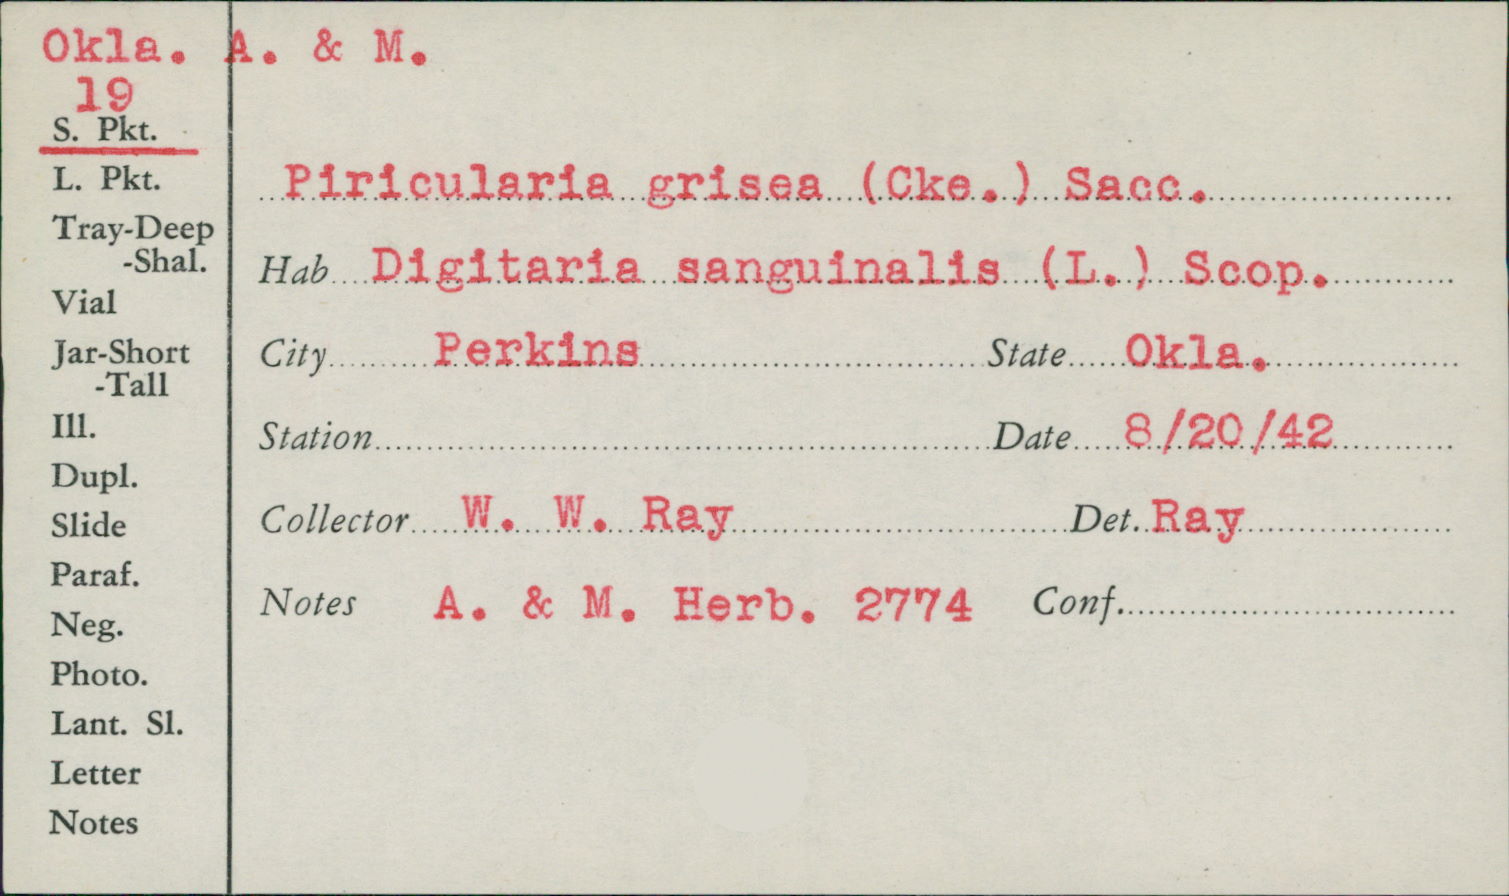 Okla. A. & M.
19
S. Pkt.
L. Pkt.
Tray-Deep
-Shal.
Vial
Jar-Short
-Tall
Ill.
Dupl.
Slide
Paraf.
Neg.
Photo.
Lant. Sl.
Letter
Notes
Piricularia grisea (Cke.) Sacc.
Hab Digitaria sanguinalis (L.) Scop.
City Perkins State Okla.
Station Date 8/20/42
Collector W. W. Ray Det. Ray
Notes A. & M. Herb. 2774 Conf.